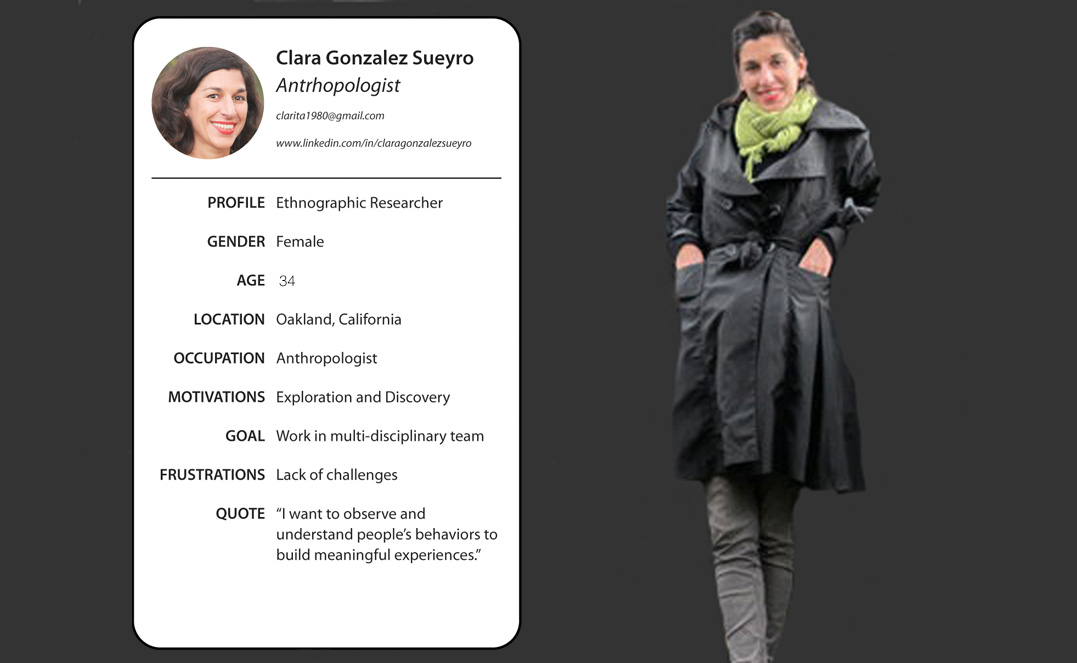 Clara Gonzalez Sueyro
Antrhopologist
clarita1980@gmail.com
www.linkedin.com/in/claragonzalezsueyro
PROFILE Ethnographic Researcher
GENDER Female
AGE 34
LOCATION Oakland, California
OCCUPATION Anthropologist
MOTIVATIONS Exploration and Discovery
GOAL Work in multi-disciplinary team
FRUSTRATIONS Lack of challenges
QUOTE “I want to observe and
understand people’s behaviors to
build meaningful experiences.”